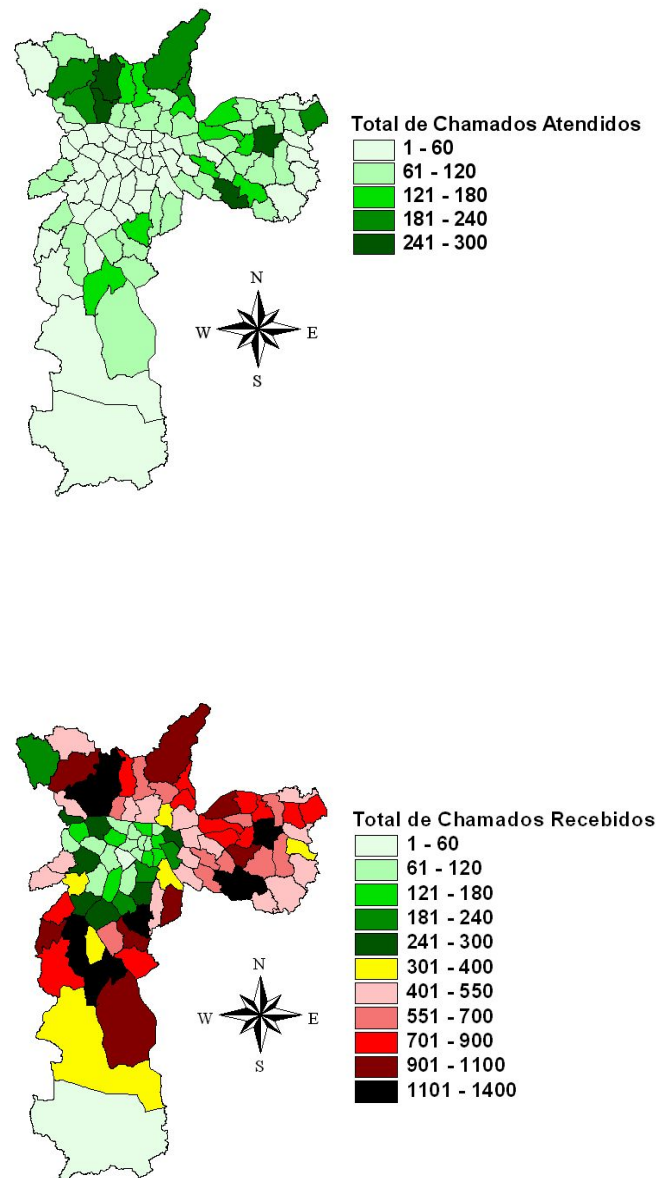 Total de Chamados Atendidos
1 - 60
61 - 120
121 - 180
181 - 240
241 - 300
N
W E
S
Total de Chamados Recebidos
1 - 60
61 - 120
121 - 180
181 - 240
241 - 300
301 - 400
401 - 550
551 - 700
701 - 900
901 - 1100
1101 - 1400
N
W E
S